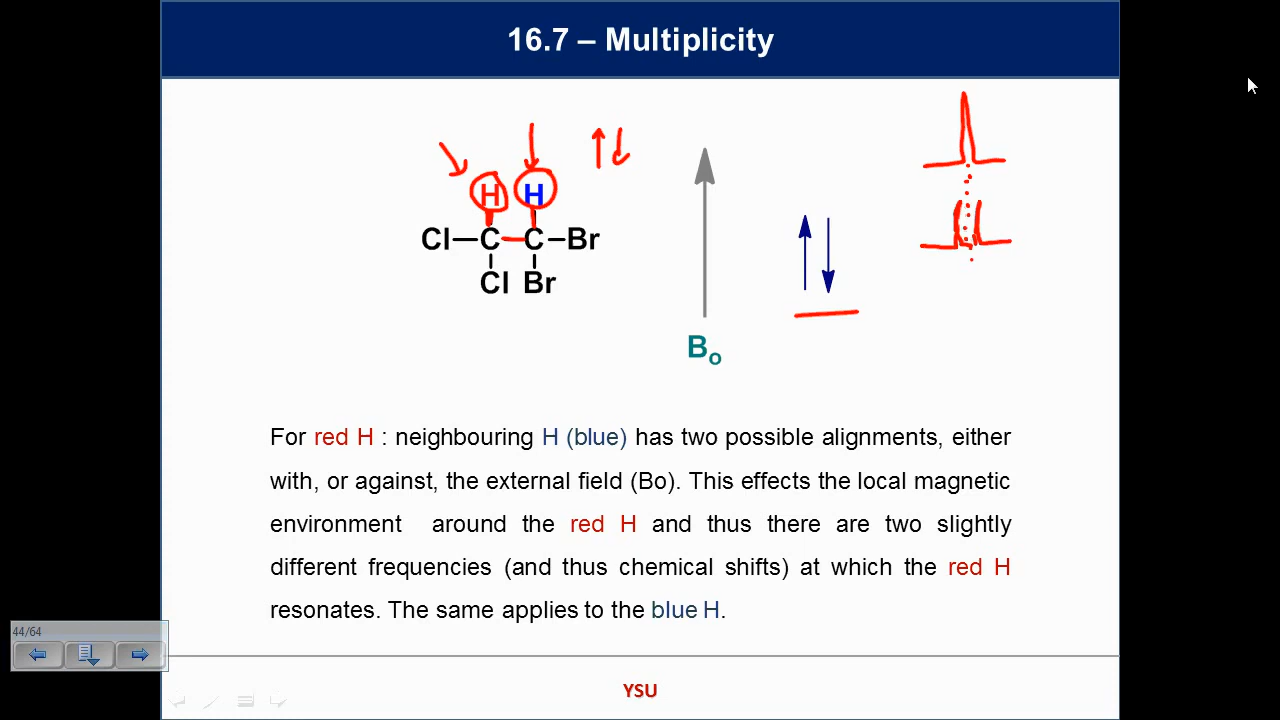 16.7 – Multiplicity
H H
Cl C C Br
Cl Br
Bo
For red H : neighbouring H (blue) has two possible alignments, either
with, or against, the external field (Bo). This effects the local magnetic
environment around the red H and thus there are two slightly
different frequencies (and thus chemical shifts) at which the red H
resonates. The same applies to the blue H.
44/64
YSU